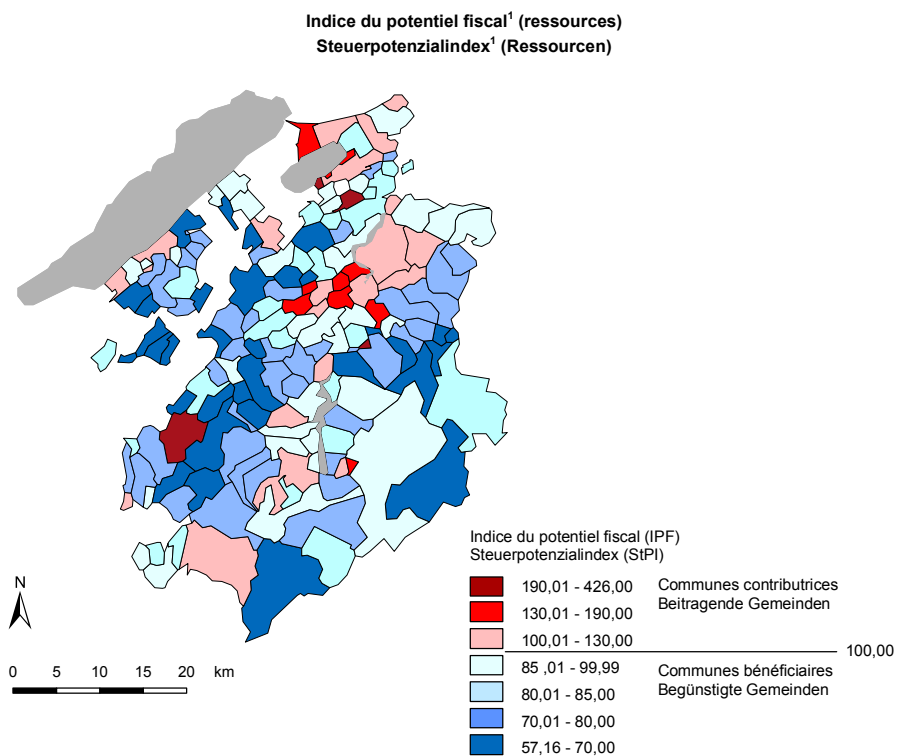 Indice du potentiel fiscal¹ (ressources)
Steuerpotenzialindex¹ (Ressourcen)
Indice du potentiel fiscal (IPF)
Steuerpotenzialindex (StPI)
190,01 - 426,00
Communes contributrices
130,01 - 190,00
Beitragende Gemeinden
100,01 - 130,00
100,00
85 ,01 - 99,99
Communes bénéficiaires
80,01 - 85,00
Begünstigte Gemeinden
70,01 - 80,00
57,16 - 70,00
N
0 5 10 15 20 km